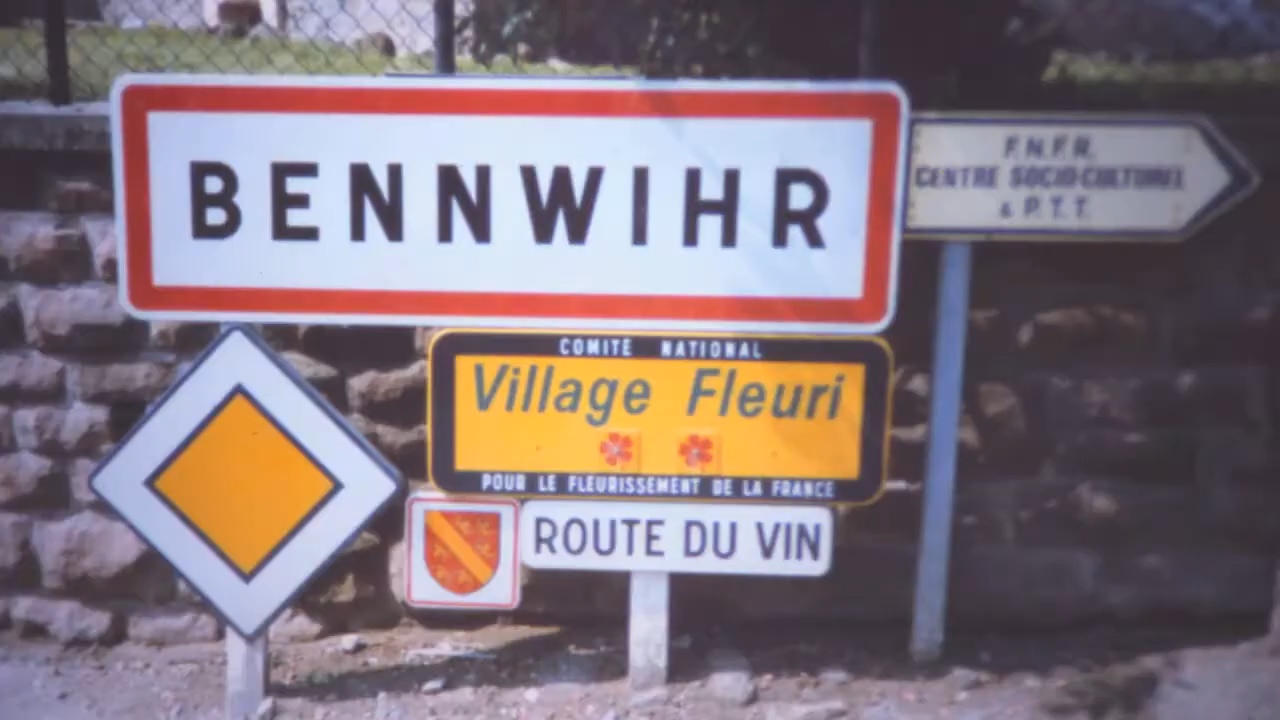 BENNWIHR
F.N.F.R.
CENTRE SOCIO-CULTUREL
& P.T.T.
COMITE NATIONAL
Village Fleuri
POUR LE FLEURISSEMENT DE LA FRANCE
ROUTE DU VIN